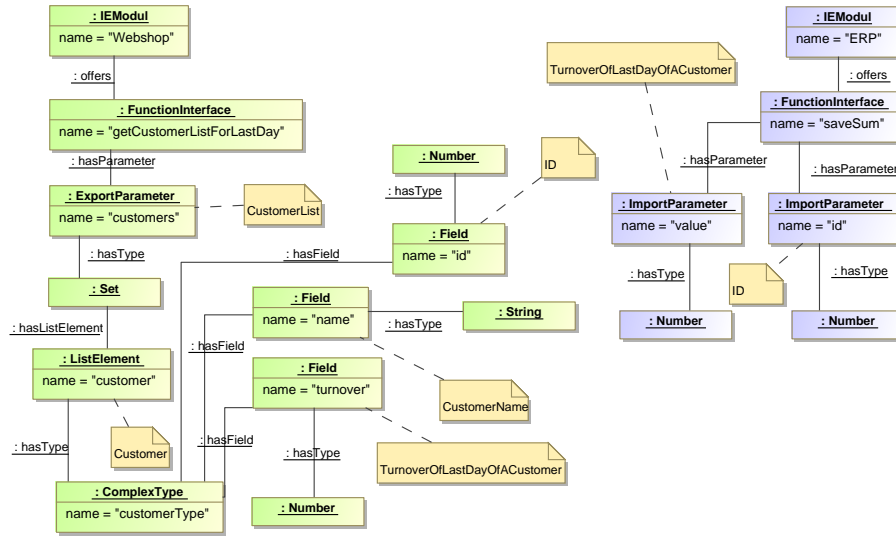 : IEModul
name = "Webshop"
: offers
: FunctionInterface
name = "getCustomerListForLastDay"
: hasParameter
: ExportParameter
name = "customers"
CustomerList
: hasType
: Set
: hasListElement
: ListElement
name = "customer"
Customer
: hasType
: ComplexType
name = "customerType"
: hasField
: Number
: hasType
: Field
name = "id"
ID
: hasField
: Field
name = "name"
: hasType
: String
CustomerName
: hasField
: Field
name = "turnover"
TurnoverOfLastDayOfACustomer
: hasType
: Number
: IEModul
name = "ERP"
: offers
: FunctionInterface
name = "saveSum"
TurnoverOfLastDayOfACustomer
: hasParameter
: hasParameter
: ImportParameter
name = "value"
: ImportParameter
name = "id"
: hasType
ID
: hasType
: Number
: Number